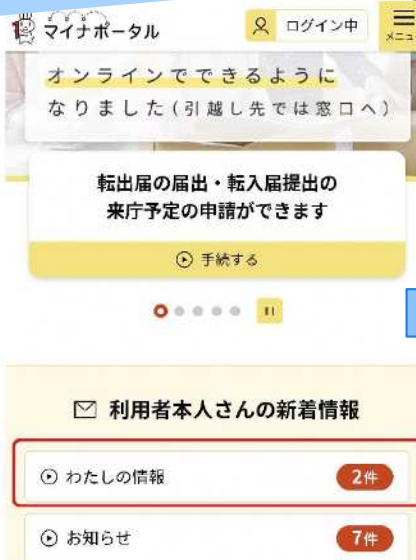 マイナポータル
ログイン中
メニュー
オンラインでできるように
なりました(引越し先では窓口へ)
転出届の届出・転入届提出の
来庁予定の申請ができます
手続する
利用者本人さんの新着情報
わたしの情報
2件
お知らせ
7件